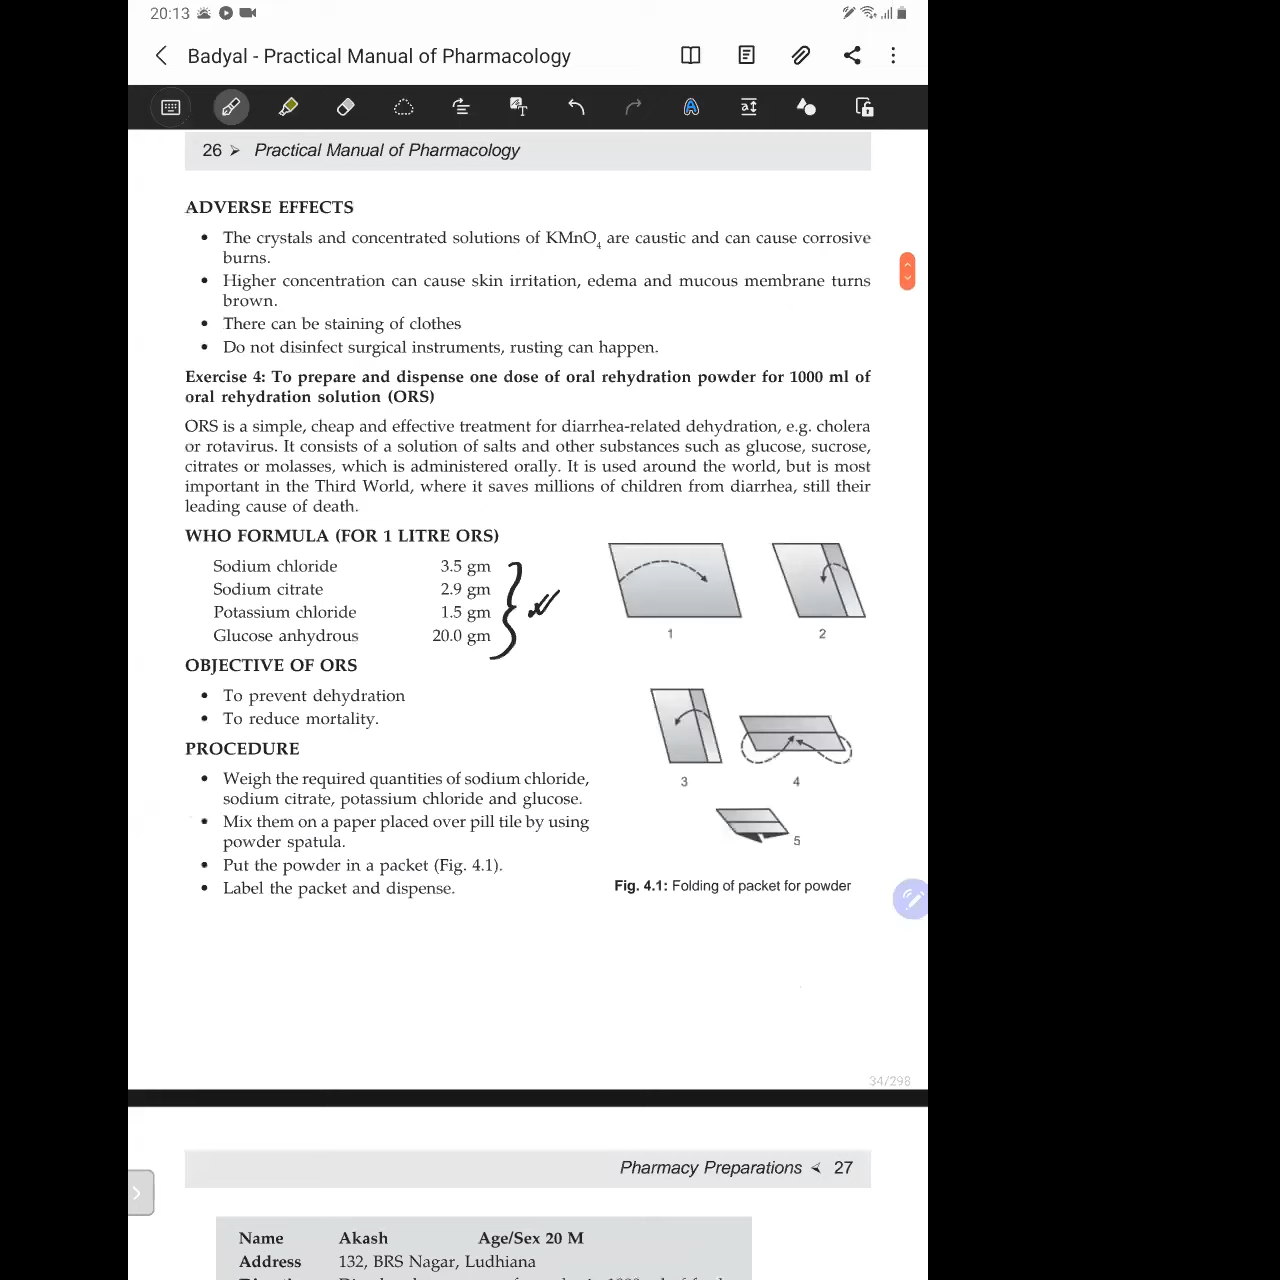 20:13
Badyal - Practical Manual of Pharmacology
26 ➢ Practical Manual of Pharmacology
ADVERSE EFFECTS
• The crystals and concentrated solutions of KMnO₄ are caustic and can cause corrosive
burns.
• Higher concentration can cause skin irritation, edema and mucous membrane turns
brown.
• There can be staining of clothes
• Do not disinfect surgical instruments, rusting can happen.
Exercise 4: To prepare and dispense one dose of oral rehydration powder for 1000 ml of
oral rehydration solution (ORS)
ORS is a simple, cheap and effective treatment for diarrhea-related dehydration, e.g. cholera
or rotavirus. It consists of a solution of salts and other substances such as glucose, sucrose,
citrates or molasses, which is administered orally. It is used around the world, but is most
important in the Third World, where it saves millions of children from diarrhea, still their
leading cause of death.
WHO FORMULA (FOR 1 LITRE ORS)
Sodium chloride 3.5 gm
Sodium citrate 2.9 gm
Potassium chloride 1.5 gm
Glucose anhydrous 20.0 gm
OBJECTIVE OF ORS
• To prevent dehydration
• To reduce mortality.
PROCEDURE
• Weigh the required quantities of sodium chloride,
sodium citrate, potassium chloride and glucose.
• Mix them on a paper placed over pill tile by using
powder spatula.
• Put the powder in a packet (Fig. 4.1).
• Label the packet and dispense.
1
2
3
4
5
Fig. 4.1: Folding of packet for powder
34/298
Pharmacy Preparations ⮘ 27
Name Akash Age/Sex 20 M
Address 132, BRS Nagar, Ludhiana